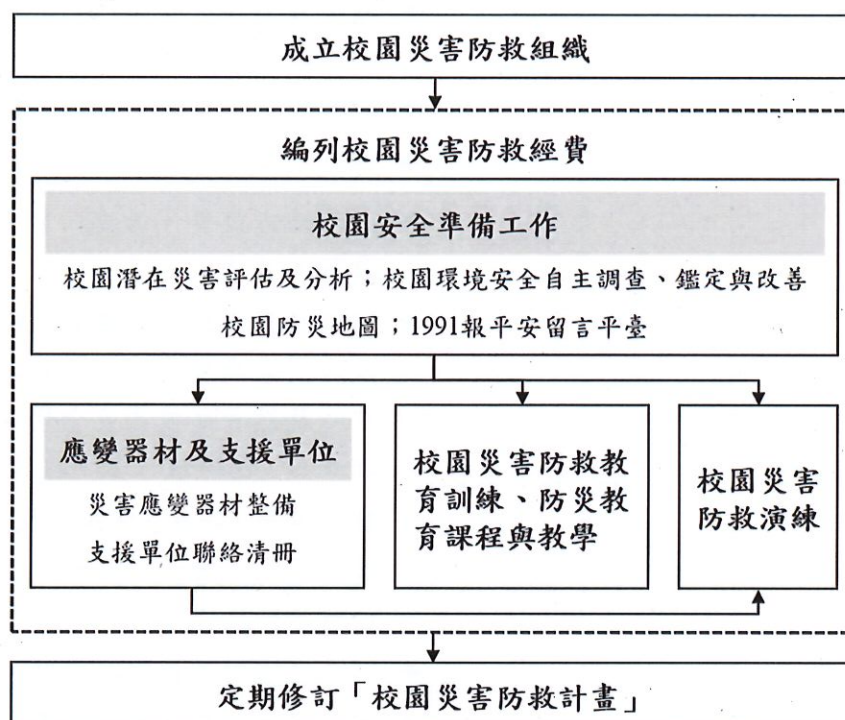 成立校園災害防救組織
編列校園災害防救經費
校園安全準備工作
校園潛在災害評估及分析；校園環境安全自主調查、鑑定與改善
校園防災地圖；1991報平安留言平臺
應變器材及支援單位
災害應變器材整備
支援單位聯絡清冊
校園災害防救教
育訓練、防災教
育課程與教學
校園災害
防救演練
定期修訂「校園災害防救計畫」